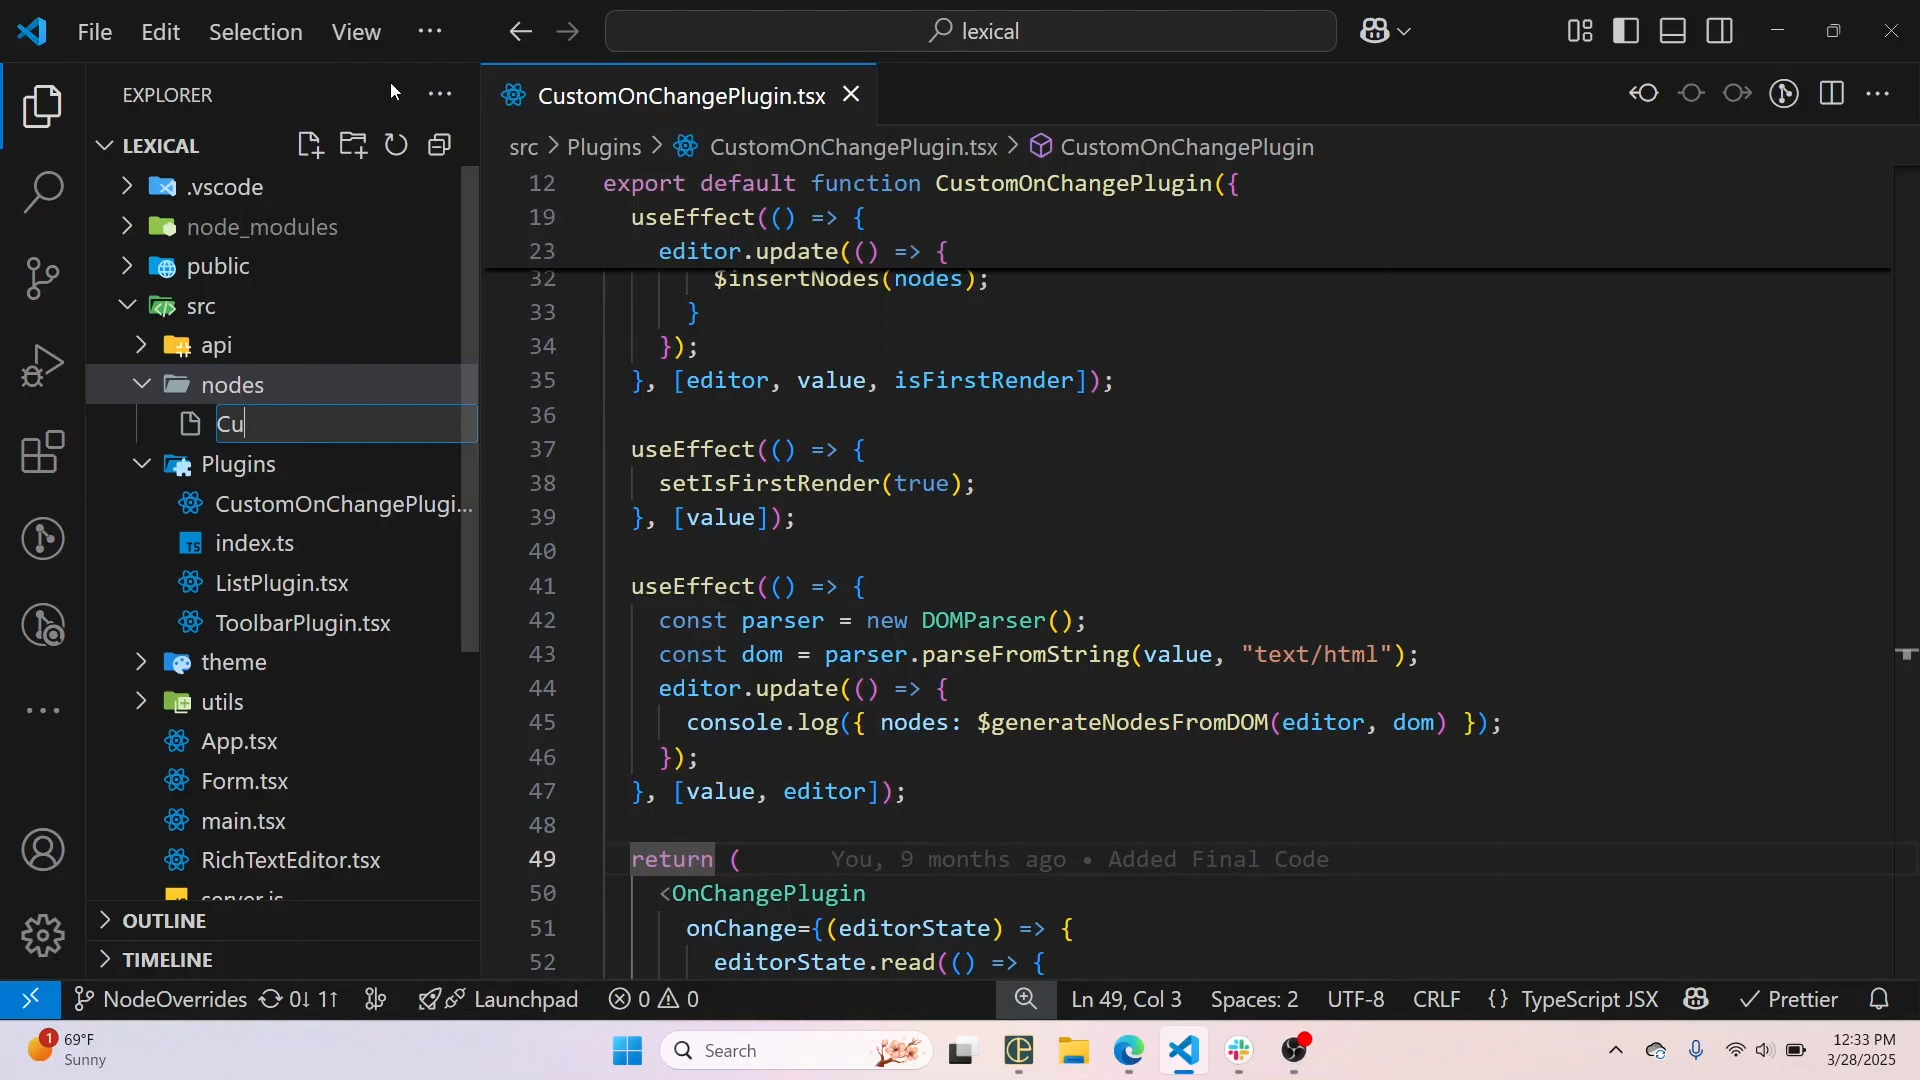 File Edit Selection View
lexical
EXPLORER
LEXICAL
.vscode
node_modules
public
src
api
nodes
Cu
Plugins
CustomOnChangePlugi...
TS index.ts
ListPlugin.tsx
ToolbarPlugin.tsx
theme
utils
App.tsx
Form.tsx
main.tsx
RichTextEditor.tsx
server.js
OUTLINE
TIMELINE
CustomOnChangePlugin.tsx
src > Plugins > CustomOnChangePlugin.tsx > CustomOnChangePlugin
12 export default function CustomOnChangePlugin({
19 useEffect(() => {
23 editor.update(() => {
32 $insertNodes(nodes);
33 }
34 });
35 }, [editor, value, isFirstRender]);
36
37 useEffect(() => {
38 setIsFirstRender(true);
39 }, [value]);
40
41 useEffect(() => {
42 const parser = new DOMParser();
43 const dom = parser.parseFromString(value, "text/html");
44 editor.update(() => {
45 console.log({ nodes: $generateNodesFromDOM(editor, dom) });
46 });
47 }, [value, editor]);
48
49 return ( You, 9 months ago • Added Final Code
50 <OnChangePlugin
51 onChange={(editorState) => {
52 editorState.read(() => {
NodeOverrides 0↓ 1↑ Launchpad 0 0 Ln 49, Col 3 Spaces: 2 UTF-8 CRLF {} TypeScript JSX Prettier
1 69°F
Sunny
Search
12:33 PM
3/28/2025